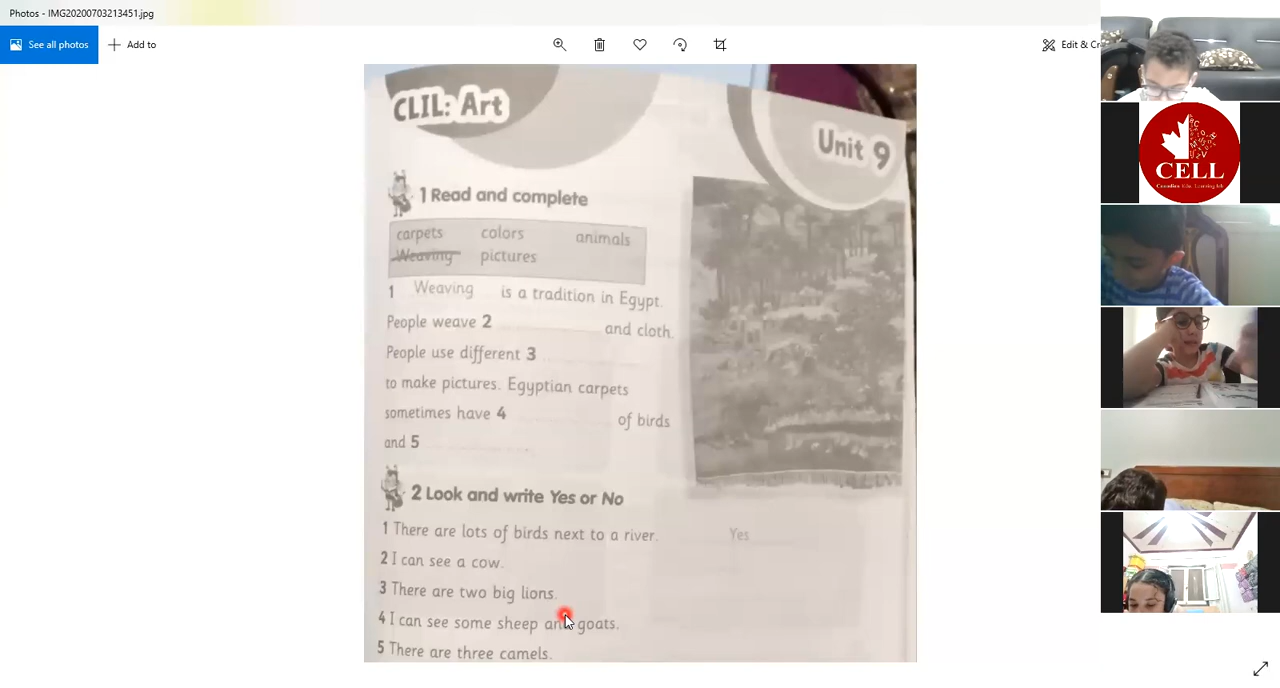 Photos - IMG20200703213451.jpg
See all photos
Add to
Edit & Cr
CLIL: Art
Unit 9
1 Read and complete
carpets colors animals
Weaving pictures
1 Weaving is a tradition in Egypt.
People weave 2 and cloth.
People use different 3
to make pictures. Egyptian carpets
sometimes have 4 of birds
and 5
2 Look and write Yes or No
1 There are lots of birds next to a river. Yes
2 I can see a cow.
3 There are two big lions.
4 I can see some sheep and goats.
5 There are three camels.
CELL